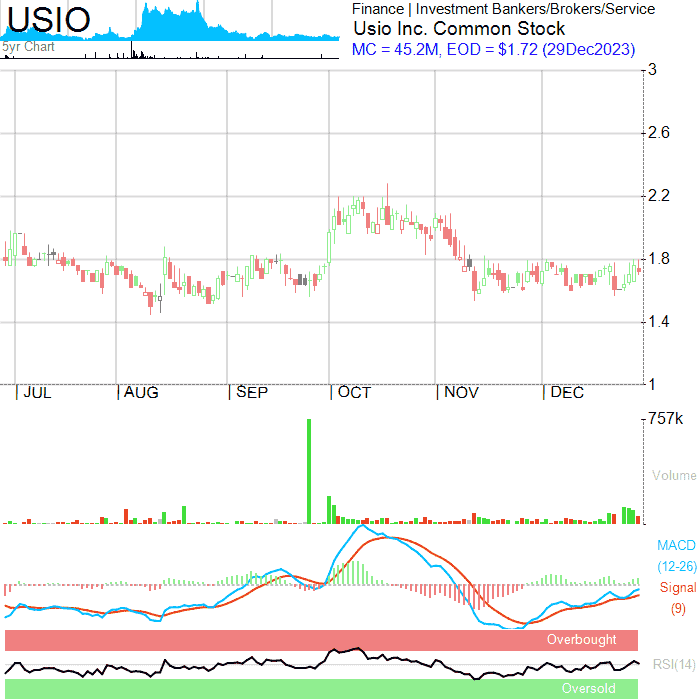 USIO
5yr Chart
Finance | Investment Bankers/Brokers/Service
Usio Inc. Common Stock
MC = 45.2M, EOD = $1.72 (29Dec2023)
3
2.6
2.2
1.8
1.4
1
| JUL | AUG | SEP | OCT | NOV | DEC
757k
Volume
MACD
(12-26)
Signal
(9)
Overbought
RSI(14)
Oversold